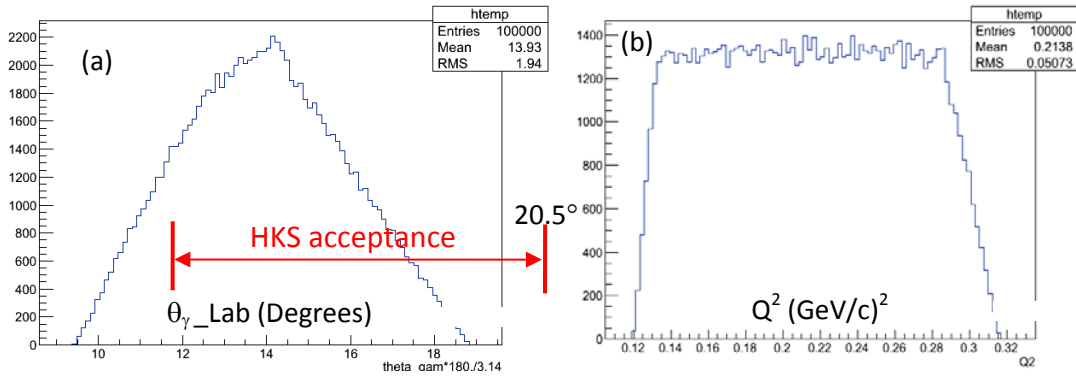 htemp
Entries 100000
Mean 13.93
RMS 1.94
(a)
2200
2000
1800
1600
1400
1200
1000
800
600
400
200
0
20.5°
HKS acceptance
θγ_Lab (Degrees)
10 12 14 16 18
theta_gam*180./3.14
htemp
Entries 100000
Mean 0.2138
RMS 0.05073
(b)
1400
1200
1000
800
600
400
200
0
Q² (GeV/c)²
0.12 0.14 0.16 0.18 0.2 0.22 0.24 0.26 0.28 0.3 0.32
Q2